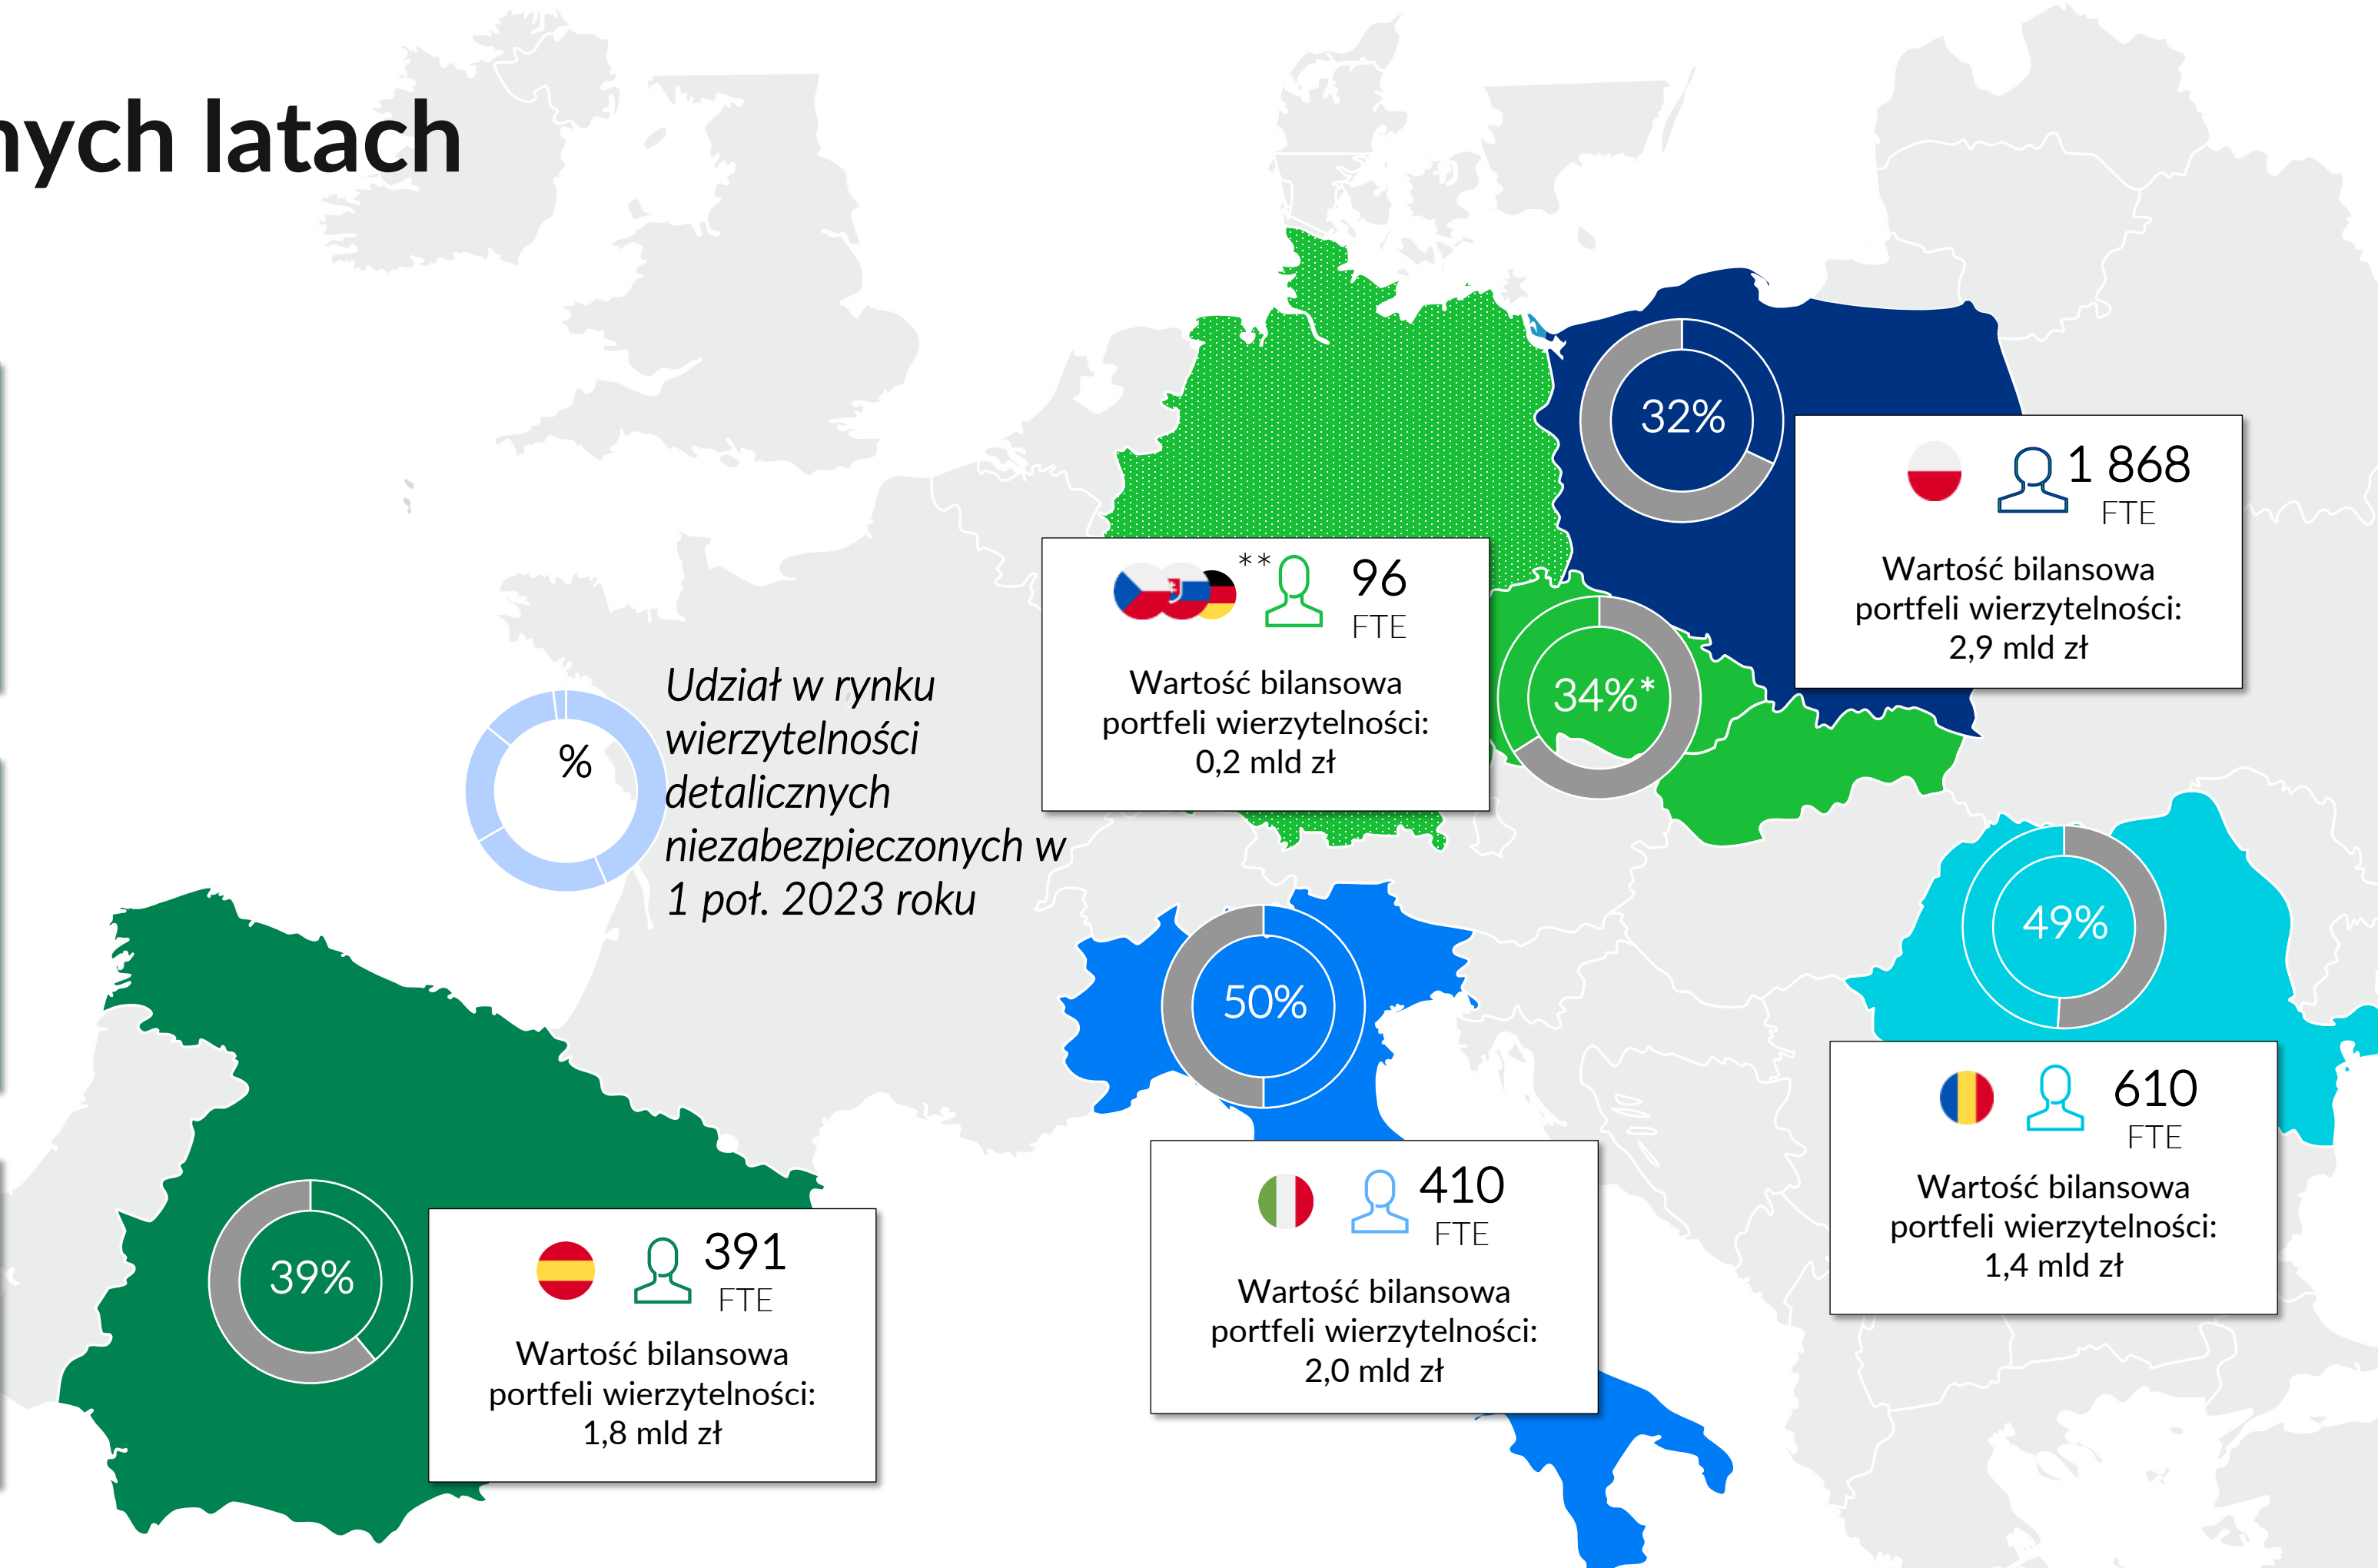 nych latach
32%
1 868
FTE
Wartość bilansowa
portfeli wierzytelności:
2,9 mld zł
**
96
FTE
Wartość bilansowa
portfeli wierzytelności:
0,2 mld zł
34%*
%
Udział w rynku
wierzytelności
detalicznych
niezabezpieczonych w
1 poł. 2023 roku
49%
610
FTE
Wartość bilansowa
portfeli wierzytelności:
1,4 mld zł
50%
410
FTE
Wartość bilansowa
portfeli wierzytelności:
2,0 mld zł
39%
391
FTE
Wartość bilansowa
portfeli wierzytelności:
1,8 mld zł